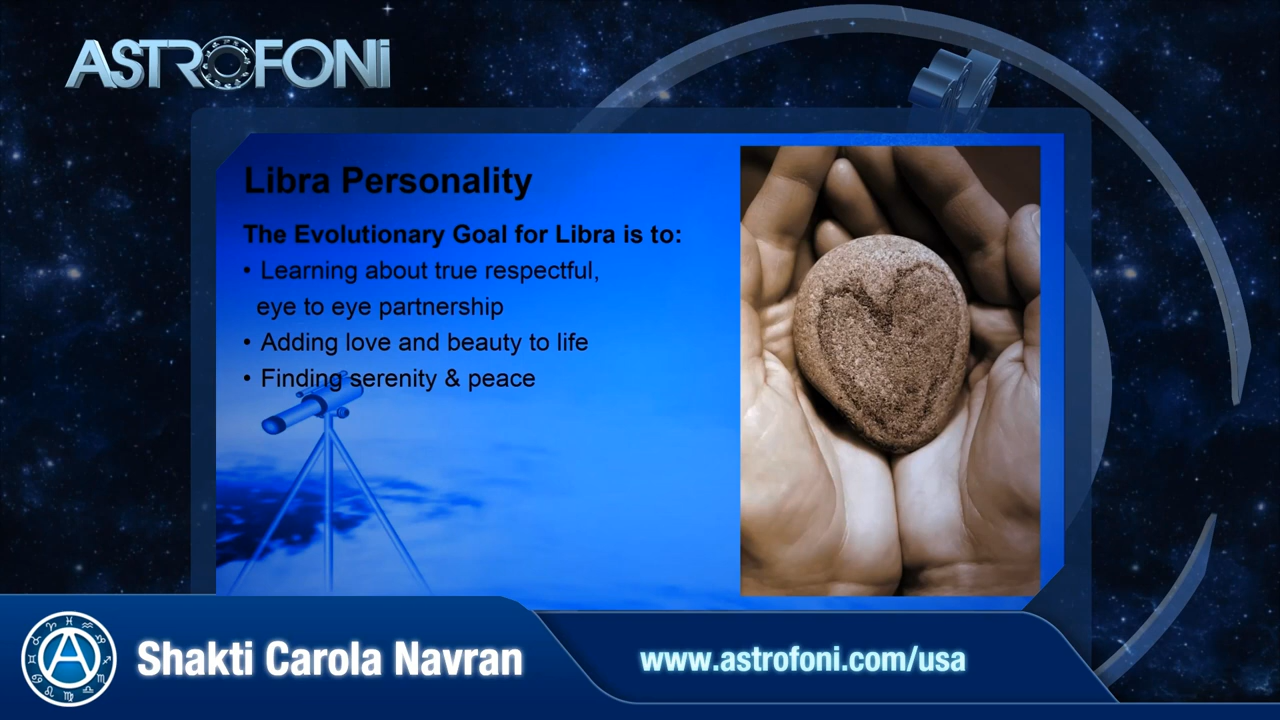 ASTROFONi
Libra Personality
The Evolutionary Goal for Libra is to:
• Learning about true respectful,
eye to eye partnership
• Adding love and beauty to life
• Finding serenity & peace
Shakti Carola Navran
www.astrofoni.com/usa